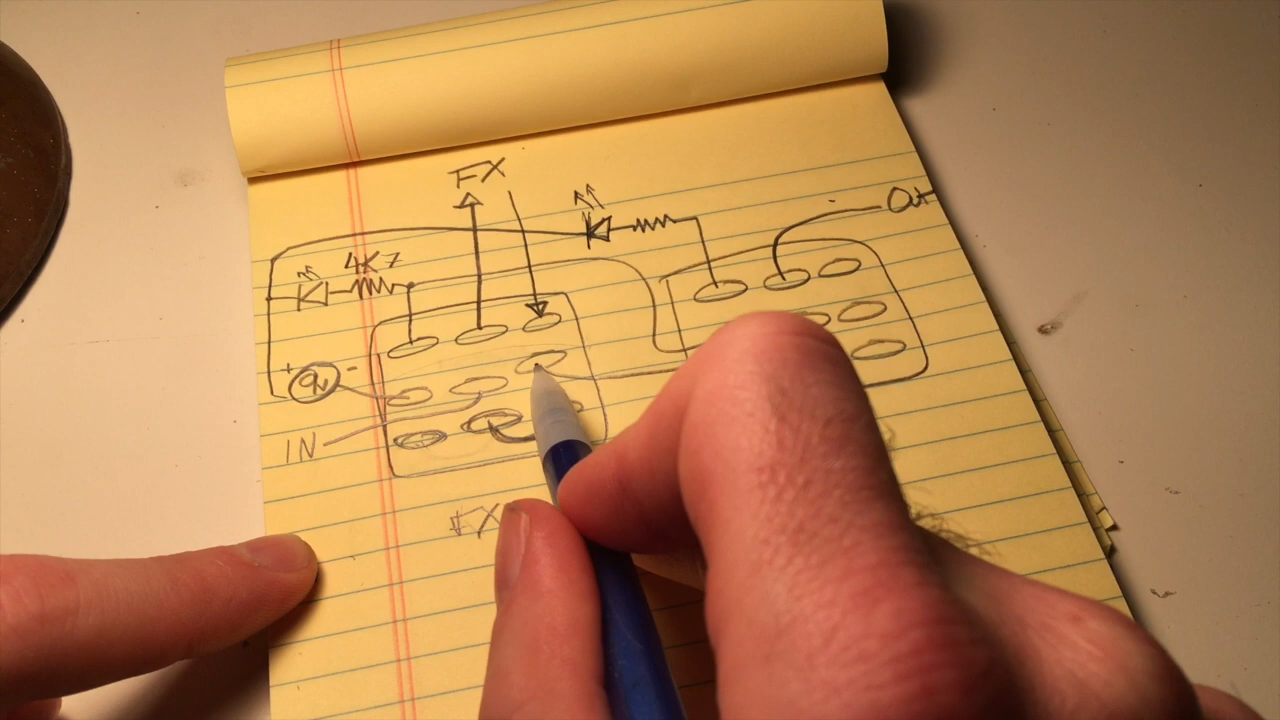 FX
Out
4K7
+ 9v -
IN
FX